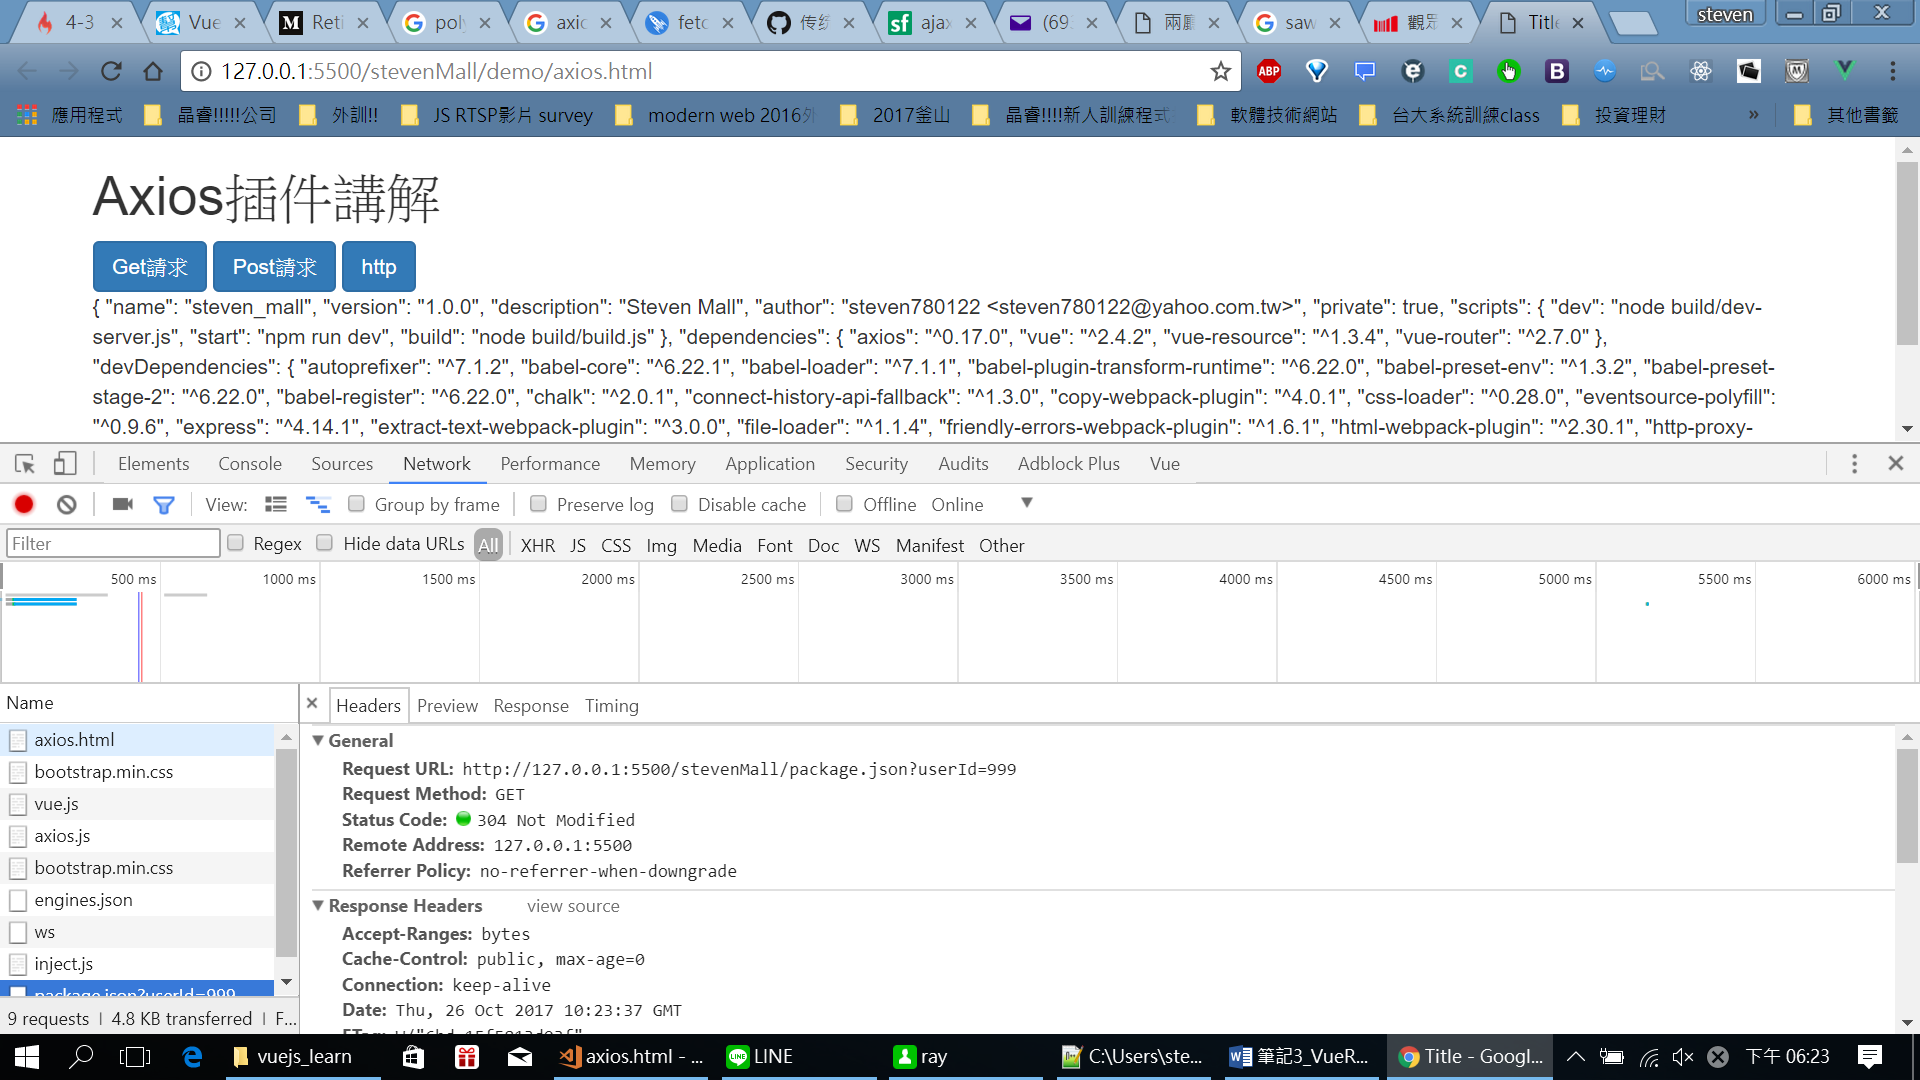 4-3
Vue
Reti
poly
axio
fetc
传统
ajax
(693
兩廳
saw
觀眾
Title
steven
127.0.0.1:5500/stevenMall/demo/axios.html
應用程式
晶睿!!!!!公司
外訓!!
JS RTSP影片 survey
modern web 2016
2017釜山
晶睿!!!!新人訓練程式
軟體技術網站
台大系統訓練class
投資理財
»
其他書籤
Axios插件講解
Get請求 Post請求 http
{ "name": "steven_mall", "version": "1.0.0", "description": "Steven Mall", "author": "steven780122 <steven780122@yahoo.com.tw>", "private": true, "scripts": { "dev": "node build/dev-
server.js", "start": "npm run dev", "build": "node build/build.js" }, "dependencies": { "axios": "^0.17.0", "vue": "^2.4.2", "vue-resource": "^1.3.4", "vue-router": "^2.7.0" },
"devDependencies": { "autoprefixer": "^7.1.2", "babel-core": "^6.22.1", "babel-loader": "^7.1.1", "babel-plugin-transform-runtime": "^6.22.0", "babel-preset-env": "^1.3.2", "babel-preset-
stage-2": "^6.22.0", "babel-register": "^6.22.0", "chalk": "^2.0.1", "connect-history-api-fallback": "^1.3.0", "copy-webpack-plugin": "^4.0.1", "css-loader": "^0.28.0", "eventsource-polyfill":
"^0.9.6", "express": "^4.14.1", "extract-text-webpack-plugin": "^3.0.0", "file-loader": "^1.1.4", "friendly-errors-webpack-plugin": "^1.6.1", "html-webpack-plugin": "^2.30.1", "http-proxy-
Elements Console Sources Network Performance Memory Application Security Audits Adblock Plus Vue
View: Group by frame Preserve log Disable cache Offline Online
Filter Regex Hide data URLs All XHR JS CSS Img Media Font Doc WS Manifest Other
500 ms 1000 ms 1500 ms 2000 ms 2500 ms 3000 ms 3500 ms 4000 ms 4500 ms 5000 ms 5500 ms 6000 ms
Name
axios.html
bootstrap.min.css
vue.js
axios.js
bootstrap.min.css
engines.json
ws
inject.js
package.json?userId=999
9 requests | 4.8 KB transferred | F...
Headers Preview Response Timing
General
Request URL: http://127.0.0.1:5500/stevenMall/package.json?userId=999
Request Method: GET
Status Code: 304 Not Modified
Remote Address: 127.0.0.1:5500
Referrer Policy: no-referrer-when-downgrade
Response Headers view source
Accept-Ranges: bytes
Cache-Control: public, max-age=0
Connection: keep-alive
Date: Thu, 26 Oct 2017 10:23:37 GMT
vuejs_learn
axios.html - ...
LINE
ray
C:\Users\ste...
筆記3_VueR...
Title - Googl...
下午 06:23